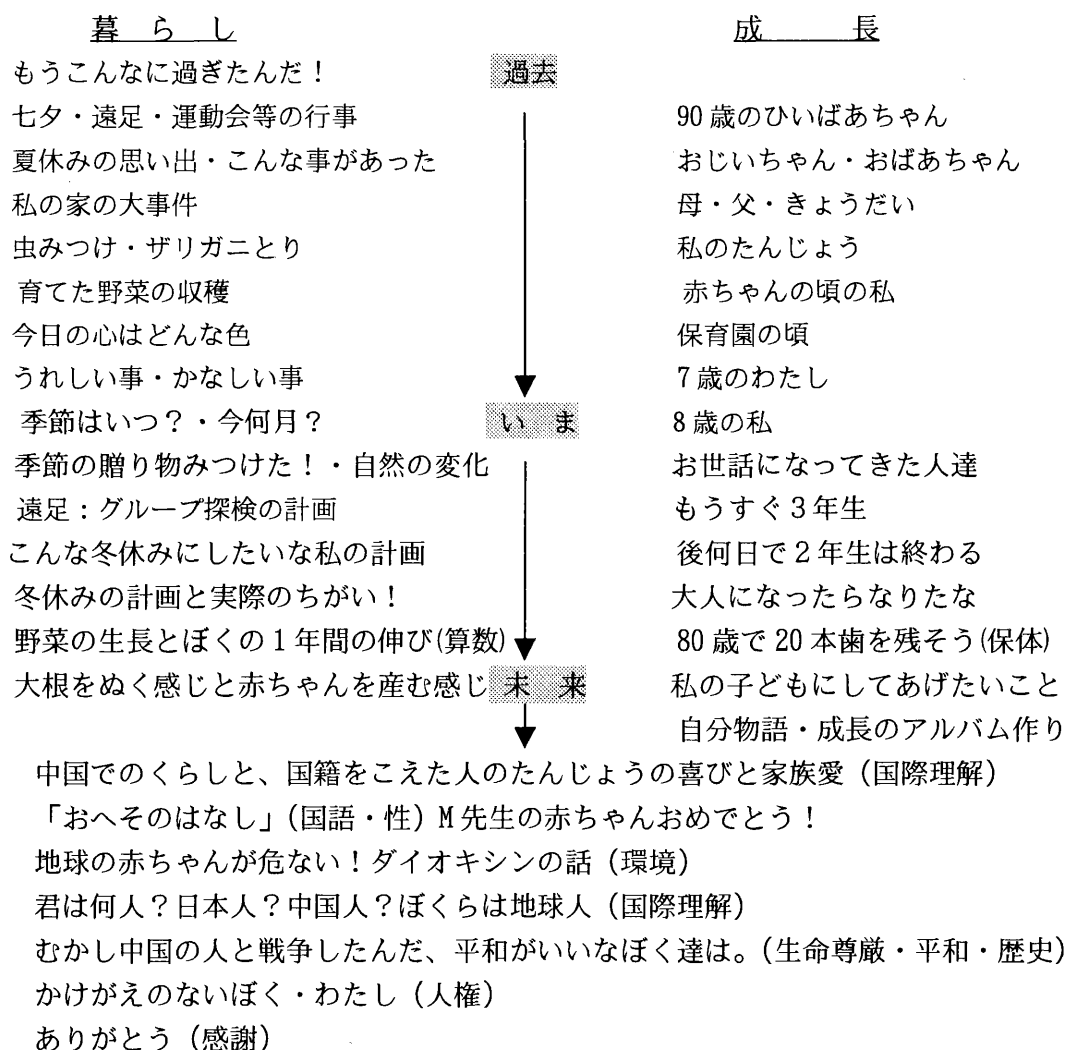 暮らし 成長
もうこんなに過ぎたんだ! 過去
七夕・遠足・運動会等の行事 90歳のひいばあちゃん
夏休みの思い出・こんな事があった おじいちゃん・おばあちゃん
私の家の大事件 母・父・きょうだい
虫みつけ・ザリガニとり 私のたんじょう
育てた野菜の収穫 赤ちゃんの頃の私
今日の心はどんな色 保育園の頃
うれしい事・かなしい事 7歳のわたし
季節はいつ?・今何月? いま 8歳の私
季節の贈り物みつけた!・自然の変化 お世話になってきた人達
遠足:グループ探検の計画 もうすぐ3年生
こんな冬休みにしたいな私の計画 後何日で2年生は終わる
冬休みの計画と実際のちがい! 大人になったらなりたな
野菜の生長とぼくの1年間の伸び(算数) 80歳で20本歯を残そう(保体)
大根をぬく感じと赤ちゃんを産む感じ 未来 私の子どもにしてあげたいこと
自分物語・成長のアルバム作り
中国でのくらしと、国籍をこえた人のたんじょうの喜びと家族愛(国際理解)
「おへそのはなし」(国語・性)M先生の赤ちゃんおめでとう!
地球の赤ちゃんが危ない!ダイオキシンの話(環境)
君は何人?日本人?中国人?ぼくらは地球人(国際理解)
むかし中国の人と戦争したんだ、平和がいいなぼく達は。(生命尊厳・平和・歴史)
かけがえのないぼく・わたし(人権)
ありがとう(感謝)